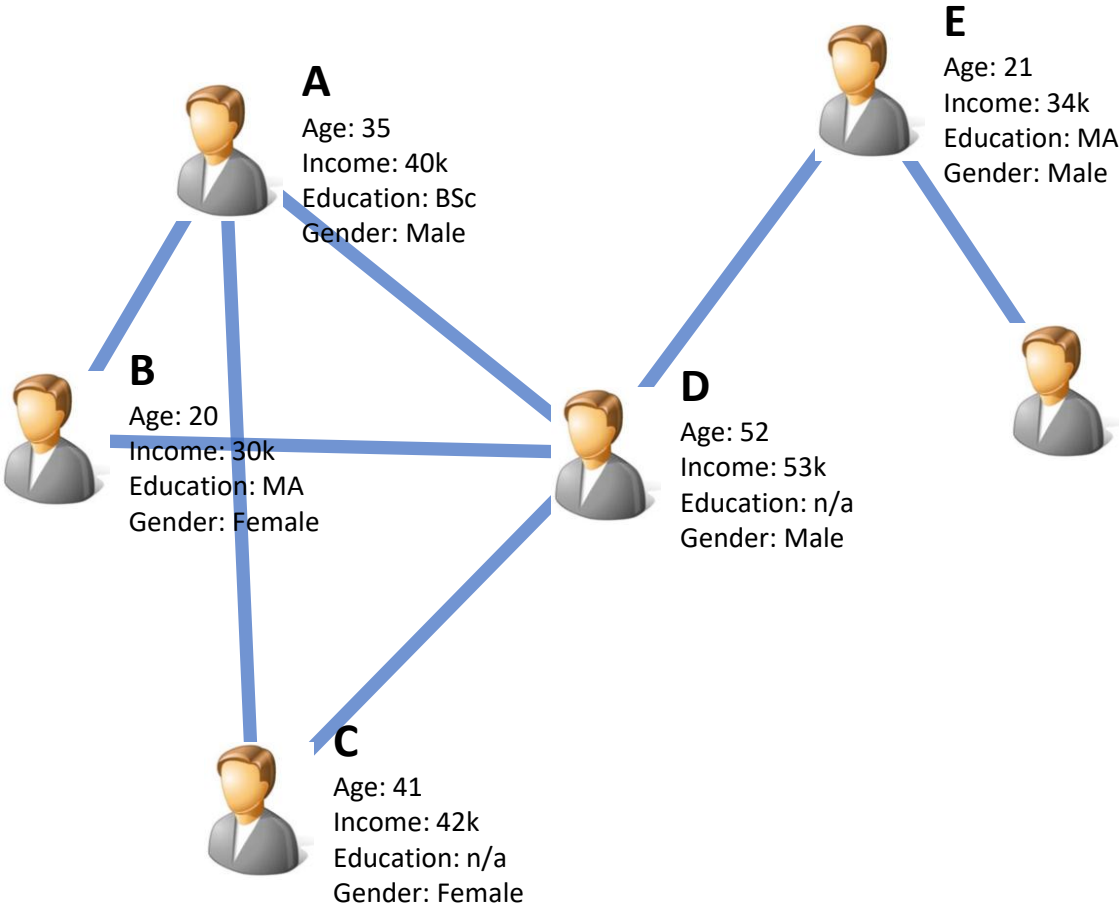 A
Age: 35
Income: 40k
Education: BSc
Gender: Male
E
Age: 21
Income: 34k
Education: MA
Gender: Male
B
Age: 20
Income: 30k
Education: MA
Gender: Female
D
Age: 52
Income: 53k
Education: n/a
Gender: Male
C
Age: 41
Income: 42k
Education: n/a
Gender: Female